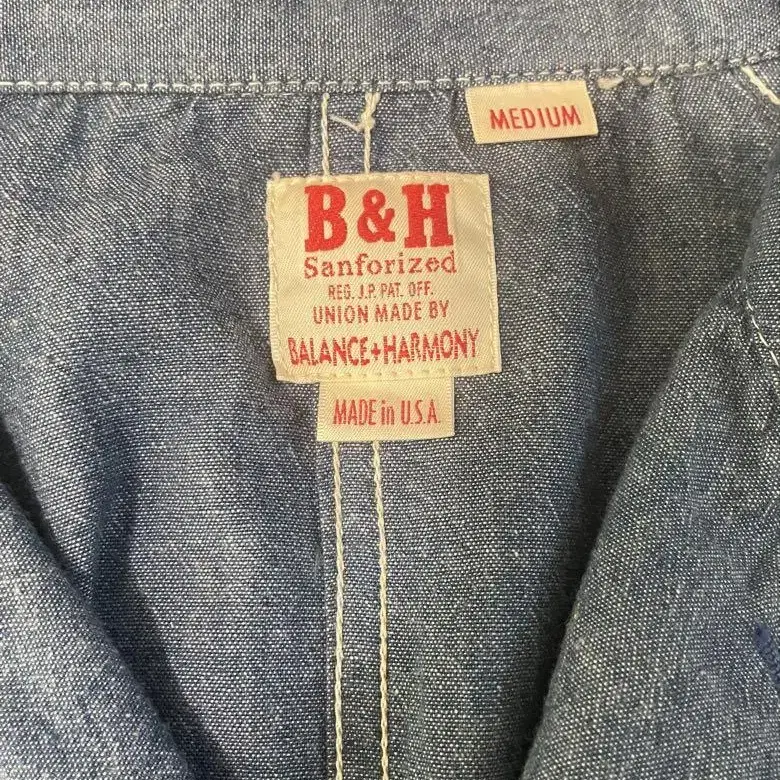 MEDIUM
B&H
Sanforized
REG. J.P. PAT. OFF.
UNION MADE BY
BALANCE+HARMONY
MADE in U.S.A.